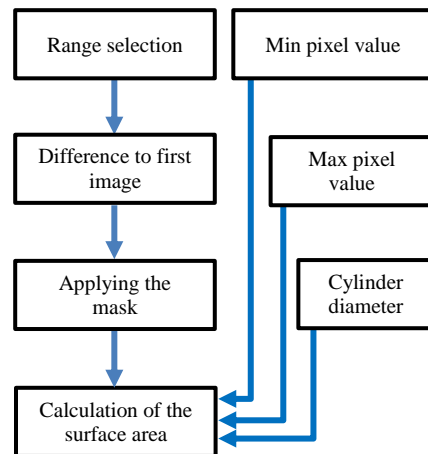 Range selection
Min pixel value
Difference to first
image
Max pixel
value
Applying the
mask
Cylinder
diameter
Calculation of the
surface area